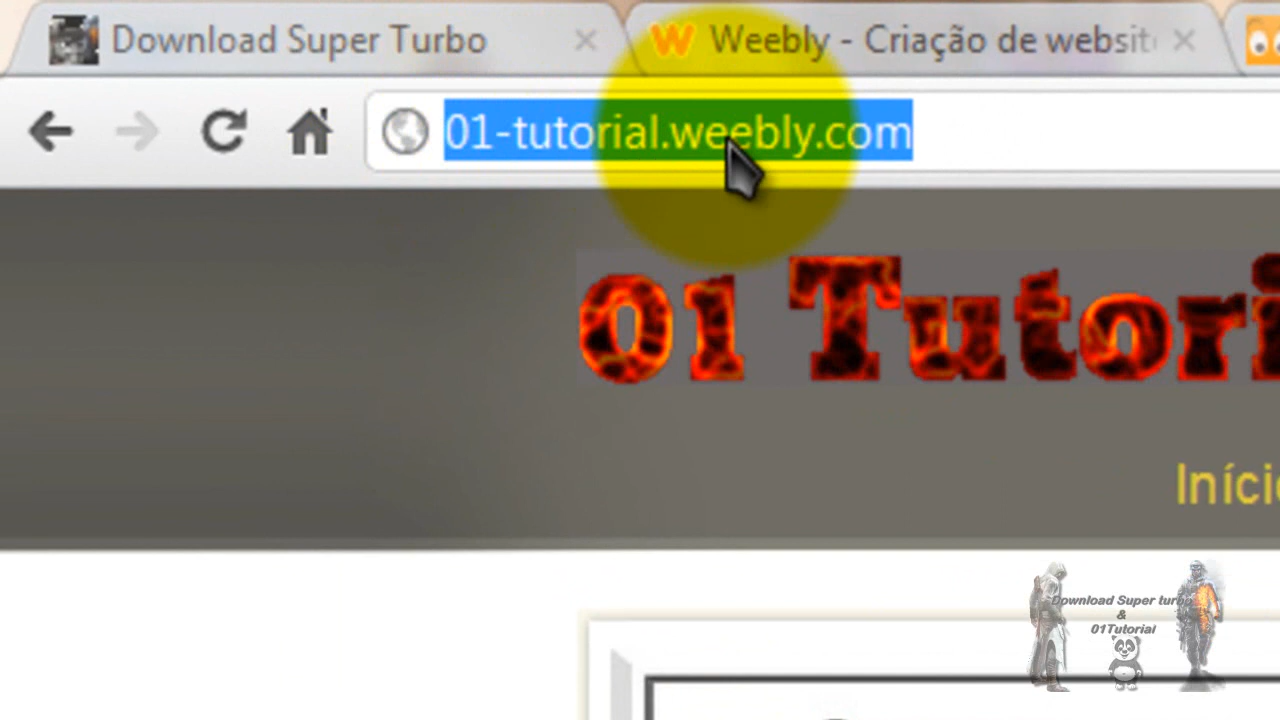 Download Super Turbo
Weebly - Criação de websit
01-tutorial.weebly.com
01 Tutori
Iníci
Download Super turbo
&
01Tutorial